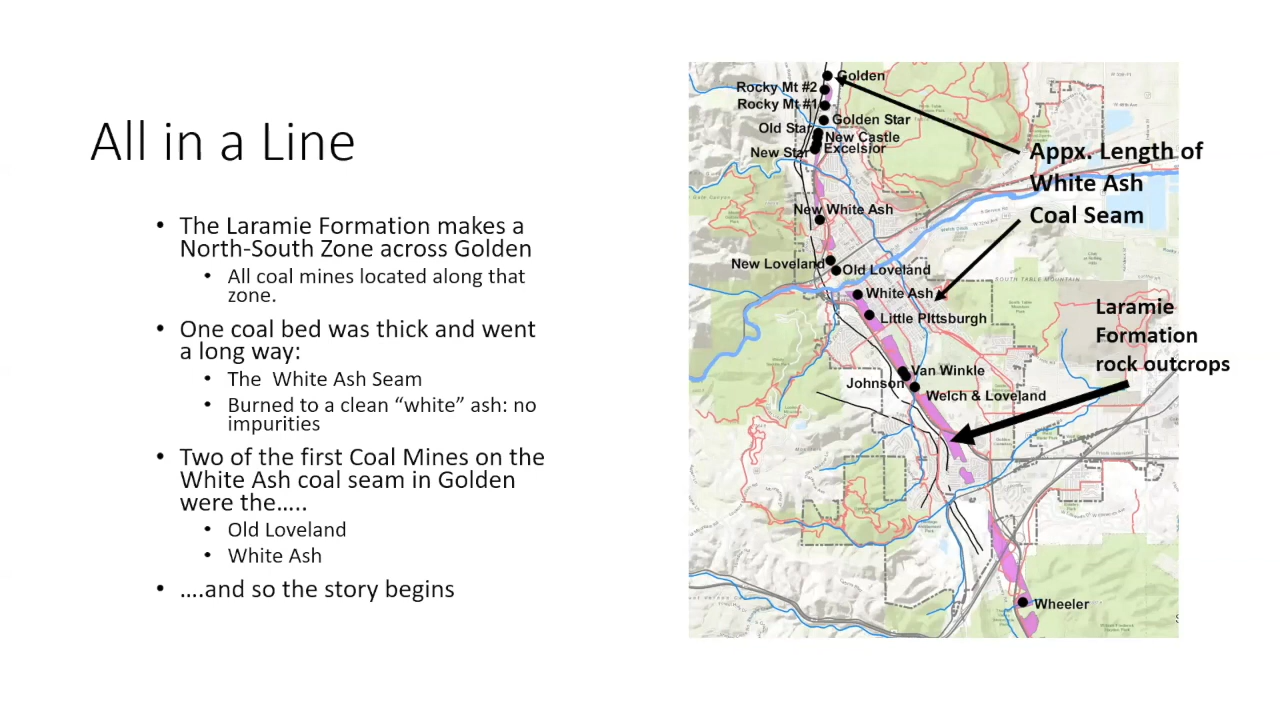 All in a Line
• The Laramie Formation makes a
North-South Zone across Golden
• All coal mines located along that
zone.
• One coal bed was thick and went
a long way:
• The White Ash Seam
• Burned to a clean “white” ash: no
impurities
• Two of the first Coal Mines on the
White Ash coal seam in Golden
were the…..
• Old Loveland
• White Ash
• ….and so the story begins
Golden
Rocky Mt #2
Rocky Mt #1
Golden Star
Old Star
New Castle
New Star
Excelsior
New White Ash
New Loveland
Old Loveland
White Ash
Little PIttsburgh
Van Winkle
Johnson
Welch & Loveland
Wheeler
Appx. Length of
White Ash
Coal Seam
SOUTH TABLE MOUNTAIN
Laramie
Formation
rock outcrops